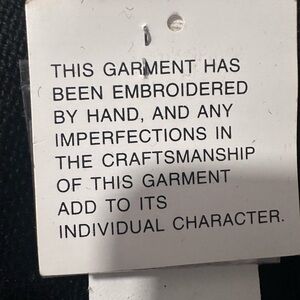 THIS GARMENT HAS
BEEN EMBROIDERED
BY HAND, AND ANY
IMPERFECTIONS IN
THE CRAFTSMANSHIP
OF THIS GARMENT
ADD TO ITS
INDIVIDUAL CHARACTER.